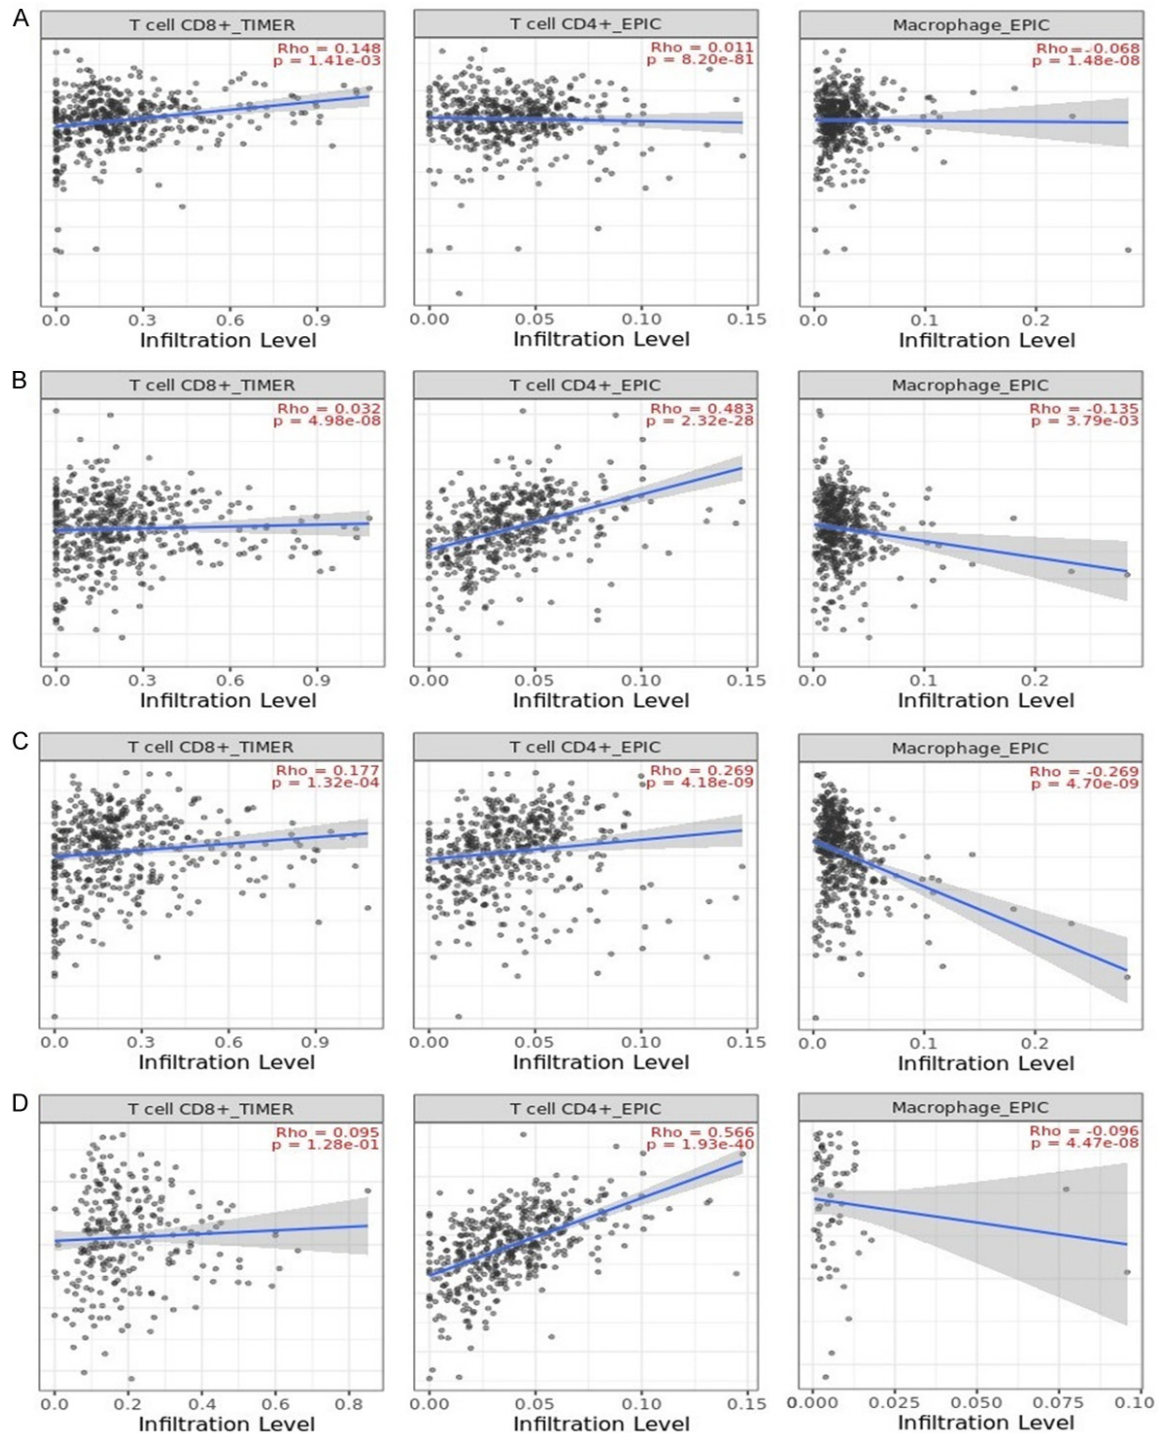 A
T cell CD8+_TIMER
Rho = 0.148
p = 1.41e-03
0.0 0.3 0.6 0.9
Infiltration Level
T cell CD4+_EPIC
Rho = 0.011
p = 8.20e-81
0.00 0.05 0.10 0.15
Infiltration Level
Macrophage_EPIC
Rho = -0.068
p = 1.48e-08
0.0 0.1 0.2
Infiltration Level
B
T cell CD8+_TIMER
Rho = 0.032
p = 4.98e-08
0.0 0.3 0.6 0.9
Infiltration Level
T cell CD4+_EPIC
Rho = 0.483
p = 2.32e-28
0.00 0.05 0.10 0.15
Infiltration Level
Macrophage_EPIC
Rho = -0.135
p = 3.79e-03
0.0 0.1 0.2
Infiltration Level
C
T cell CD8+_TIMER
Rho = 0.177
p = 1.32e-04
0.0 0.3 0.6 0.9
Infiltration Level
T cell CD4+_EPIC
Rho = 0.269
p = 4.18e-09
0.00 0.05 0.10 0.15
Infiltration Level
Macrophage_EPIC
Rho = -0.269
p = 4.70e-09
0.0 0.1 0.2
Infiltration Level
D
T cell CD8+_TIMER
Rho = 0.095
p = 1.28e-01
0.0 0.2 0.4 0.6 0.8
Infiltration Level
T cell CD4+_EPIC
Rho = 0.566
p = 1.93e-40
0.00 0.05 0.10 0.15
Infiltration Level
Macrophage_EPIC
Rho = -0.096
p = 4.47e-08
0.000 0.025 0.050 0.075 0.100
Infiltration Level